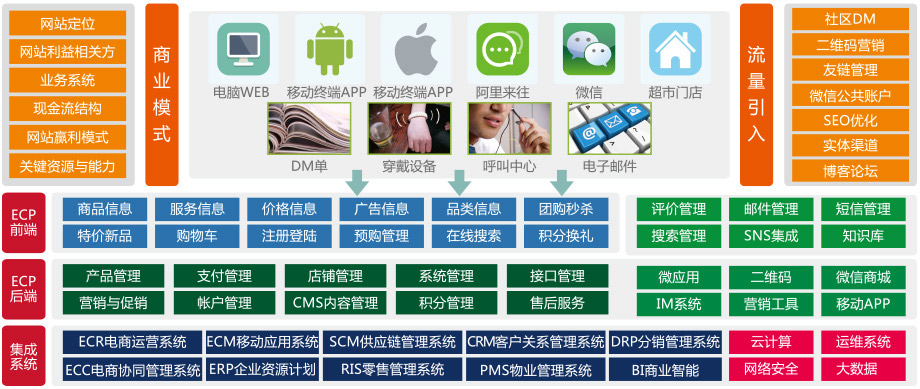 网站定位
网站利益相关方
业务系统
现金流结构
网站赢利模式
关键资源与能力
商业模式
电脑WEB 移动终端APP 移动终端APP 阿里来往 微信 超市门店
DM单 穿戴设备 呼叫中心 电子邮件
流量引入
社区DM
二维码营销
友链管理
微信公共账户
SEO优化
实体渠道
博客论坛
ECP前端
商品信息 服务信息 价格信息 广告信息 品类信息 团购秒杀
特价新品 购物车 注册登陆 预购管理 在线搜索 积分换礼
评价管理 邮件管理 短信管理
搜索管理 SNS集成 知识库
ECP后端
产品管理 支付管理 店铺管理 系统管理 接口管理
营销与促销 帐户管理 CMS内容管理 积分管理 售后服务
微应用 二维码 微信商城
IM系统 营销工具 移动APP
集成系统
ECR电商运营系统 ECM移动应用系统 SCM供应链管理系统 CRM客户关系管理系统 DRP分销管理系统 云计算 运维系统
ECC电商协同管理系统 ERP企业资源计划 RIS零售管理系统 PMS物业管理系统 BI商业智能 网络安全 大数据